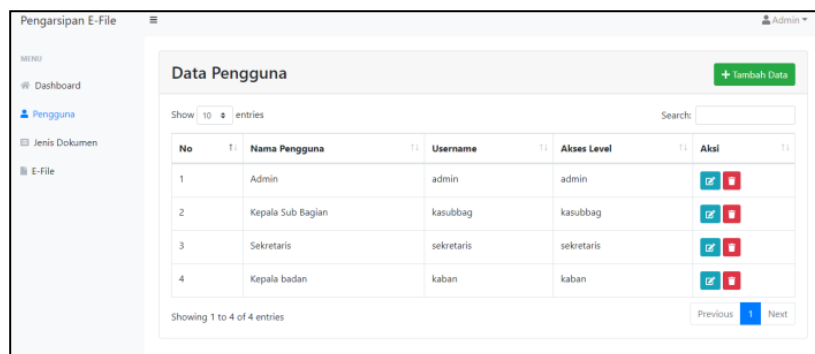 Pengarsipan E-File
Admin
MENU
Dashboard
Pengguna
Jenis Dokumen
E-File
Data Pengguna
+ Tambah Data
Show 10 entries
Search:
No Nama Pengguna Username Akses Level Aksi
1 Admin admin admin
2 Kepala Sub Bagian kasubbag kasubbag
3 Sekretaris sekretaris sekretaris
4 Kepala badan kaban kaban
Showing 1 to 4 of 4 entries
Previous 1 Next